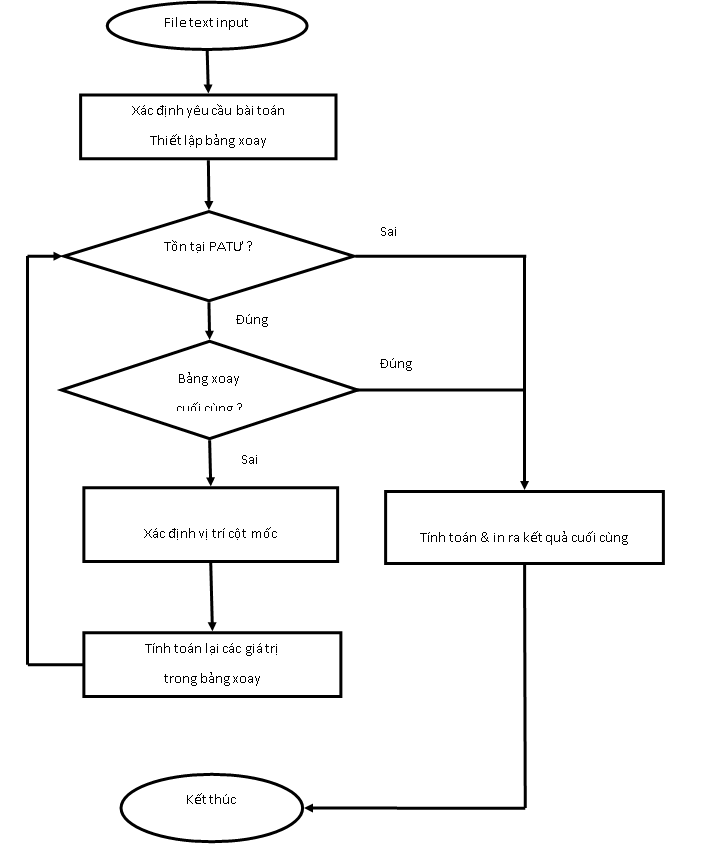 File text input
Xác định yêu cầu bài toán
Thiết lập bảng xoay
Tồn tại PATƯ ?
Sai
Đúng
Bảng xoay
cuối cùng ?
Đúng
Sai
Xác định vị trí cột mốc
Tính toán & in ra kết quả cuối cùng
Tính toán lại các giá trị
trong bảng xoay
Kết thúc